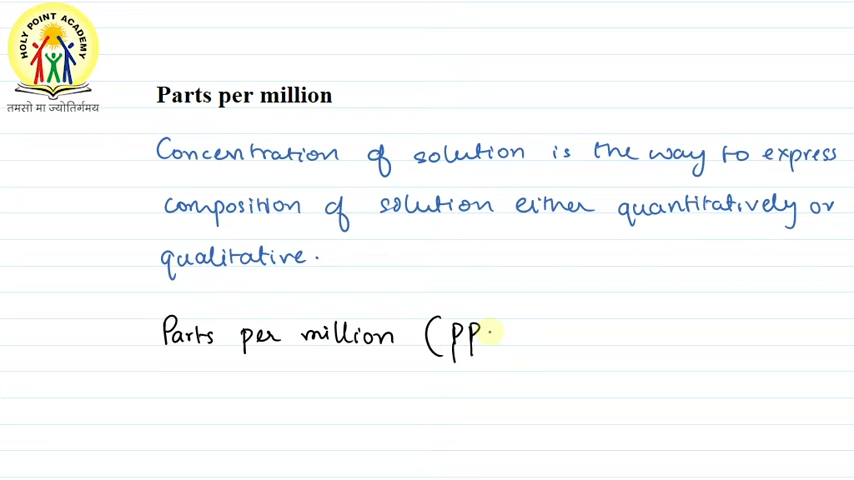 HOLY POINT ACADEMY
तमसो मा ज्योतिर्गमय
Parts per million
Concentration of solution is the way to express
composition of solution either quantitatively or
qualitative.
Parts per million (PP